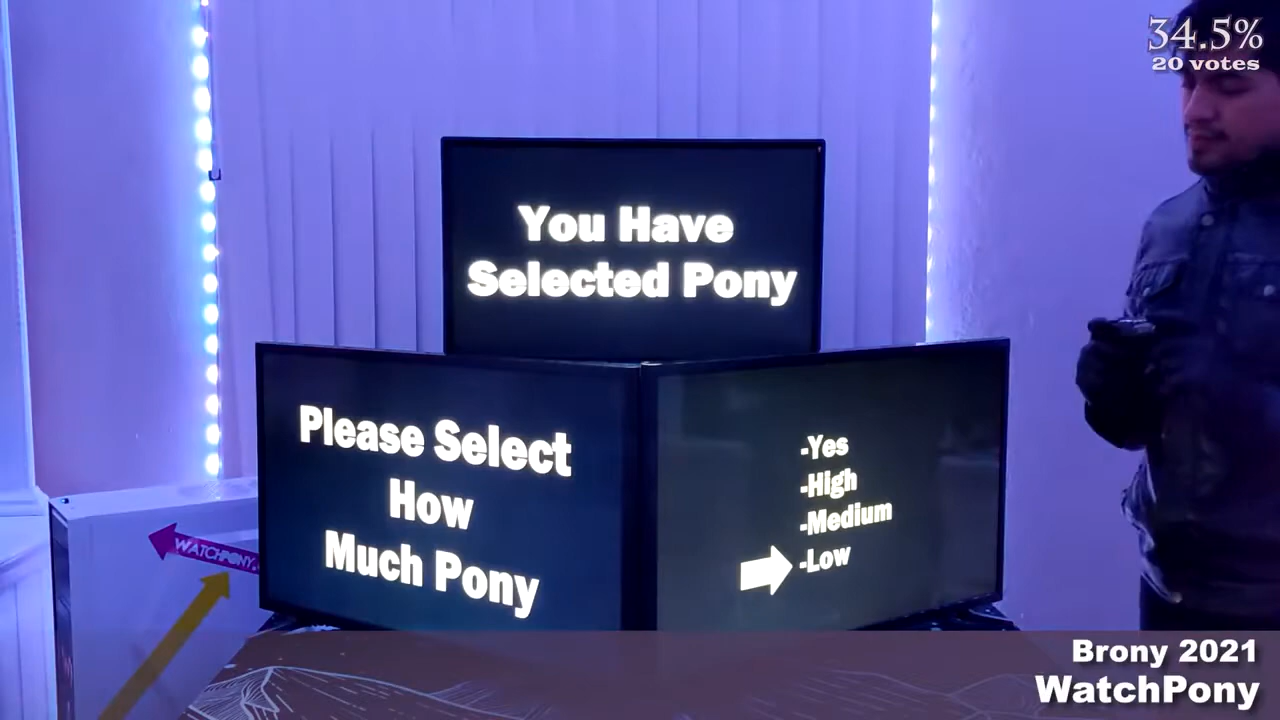 34.5%
20 votes
You Have
Selected Pony
Please Select
How
Much Pony
-Yes
-High
-Medium
-Low
WATCHPONY.
Brony 2021
WatchPony